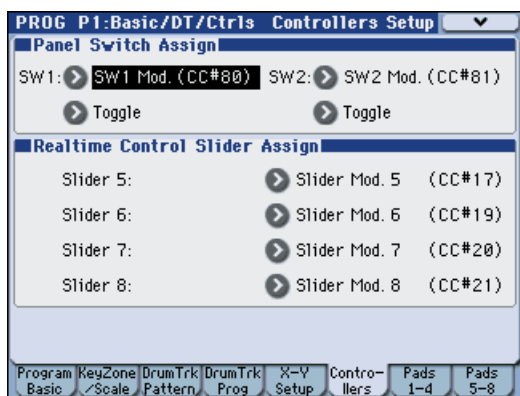 PROG P1:Basic/DT/Ctrls Controllers Setup
Panel Switch Assign
SW1: SW1 Mod. (CC#80) SW2: SW2 Mod. (CC#81)
Toggle Toggle
Realtime Control Slider Assign
Slider 5: Slider Mod. 5 (CC#17)
Slider 6: Slider Mod. 6 (CC#19)
Slider 7: Slider Mod. 7 (CC#20)
Slider 8: Slider Mod. 8 (CC#21)
Program KeyZone DrumTrk DrumTrk X-Y Contro- Pads Pads
Basic /Scale Pattern Prog Setup llers 1-4 5-8